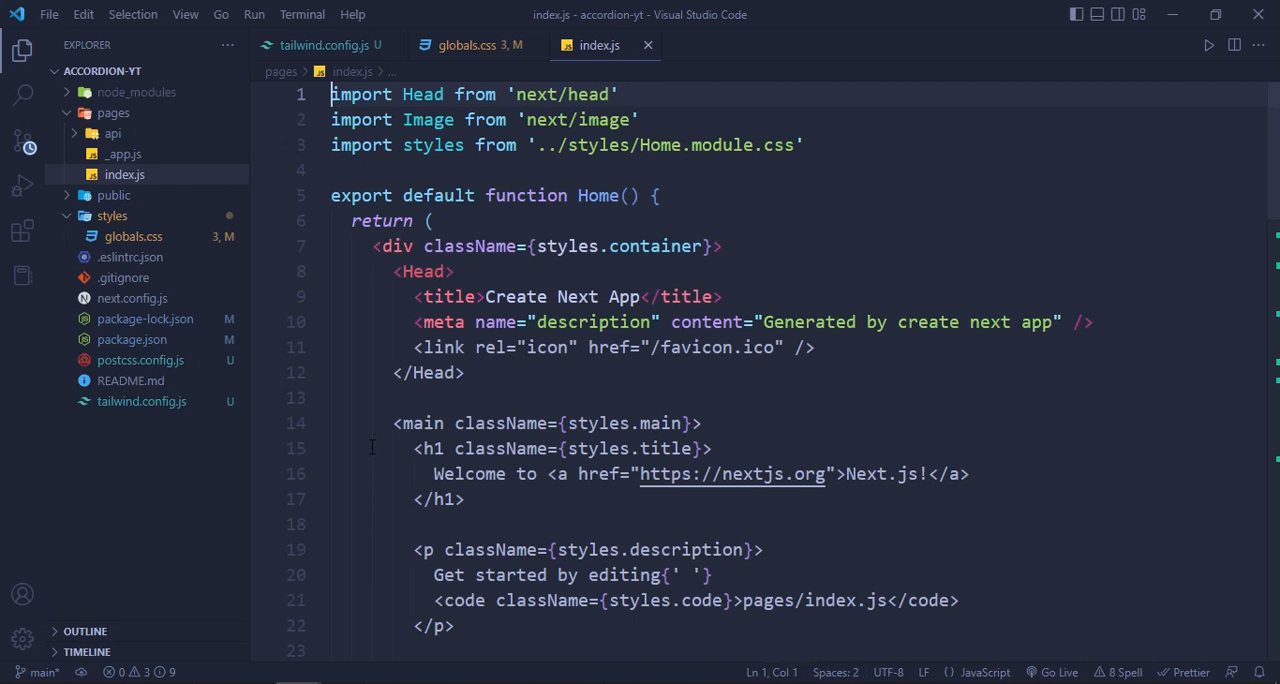 File Edit Selection View Go Run Terminal Help
index.js - accordion-yt - Visual Studio Code
EXPLORER
ACCORDION-YT
node_modules
pages
api
_app.js
index.js
public
styles
globals.css 3, M
.eslintrc.json
.gitignore
next.config.js
package-lock.json M
package.json M
postcss.config.js U
README.md
tailwind.config.js U
OUTLINE
TIMELINE
tailwind.config.js U
globals.css 3, M
index.js
pages > index.js > ...
1 import Head from 'next/head'
2 import Image from 'next/image'
3 import styles from '../styles/Home.module.css'
4
5 export default function Home() {
6 return (
7 <div className={styles.container}>
8 <Head>
9 <title>Create Next App</title>
10 <meta name="description" content="Generated by create next app" />
11 <link rel="icon" href="/favicon.ico" />
12 </Head>
13
14 <main className={styles.main}>
15 <h1 className={styles.title}>
16 Welcome to <a href="https://nextjs.org">Next.js!</a>
17 </h1>
18
19 <p className={styles.description}>
20 Get started by editing{' '}
21 <code className={styles.code}>pages/index.js</code>
22 </p>
23
main* 0 3 9
Ln 1, Col 1 Spaces: 2 UTF-8 LF {} JavaScript Go Live 8 Spell Prettier